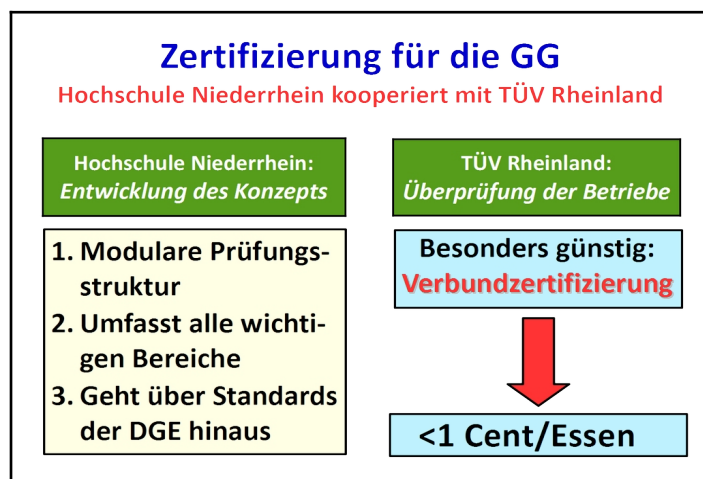 Zertifizierung für die GG
Hochschule Niederrhein kooperiert mit TÜV Rheinland
Hochschule Niederrhein:
Entwicklung des Konzepts
1. Modulare Prüfungs-
struktur
2. Umfasst alle wichti-
gen Bereiche
3. Geht über Standards
der DGE hinaus
TÜV Rheinland:
Überprüfung der Betriebe
Besonders günstig:
Verbundzertifizierung
<1 Cent/Essen